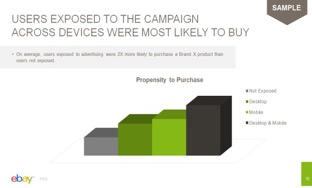 SAMPLE
USERS EXPOSED TO THE CAMPAIGN
ACROSS DEVICES WERE MOST LIKELY TO BUY
• On average, users exposed to advertising were 2X more likely to purchase a Brand X product than
users not exposed
Propensity to Purchase
Not Exposed
Desktop
Mobile
Desktop & Mobile
ebay